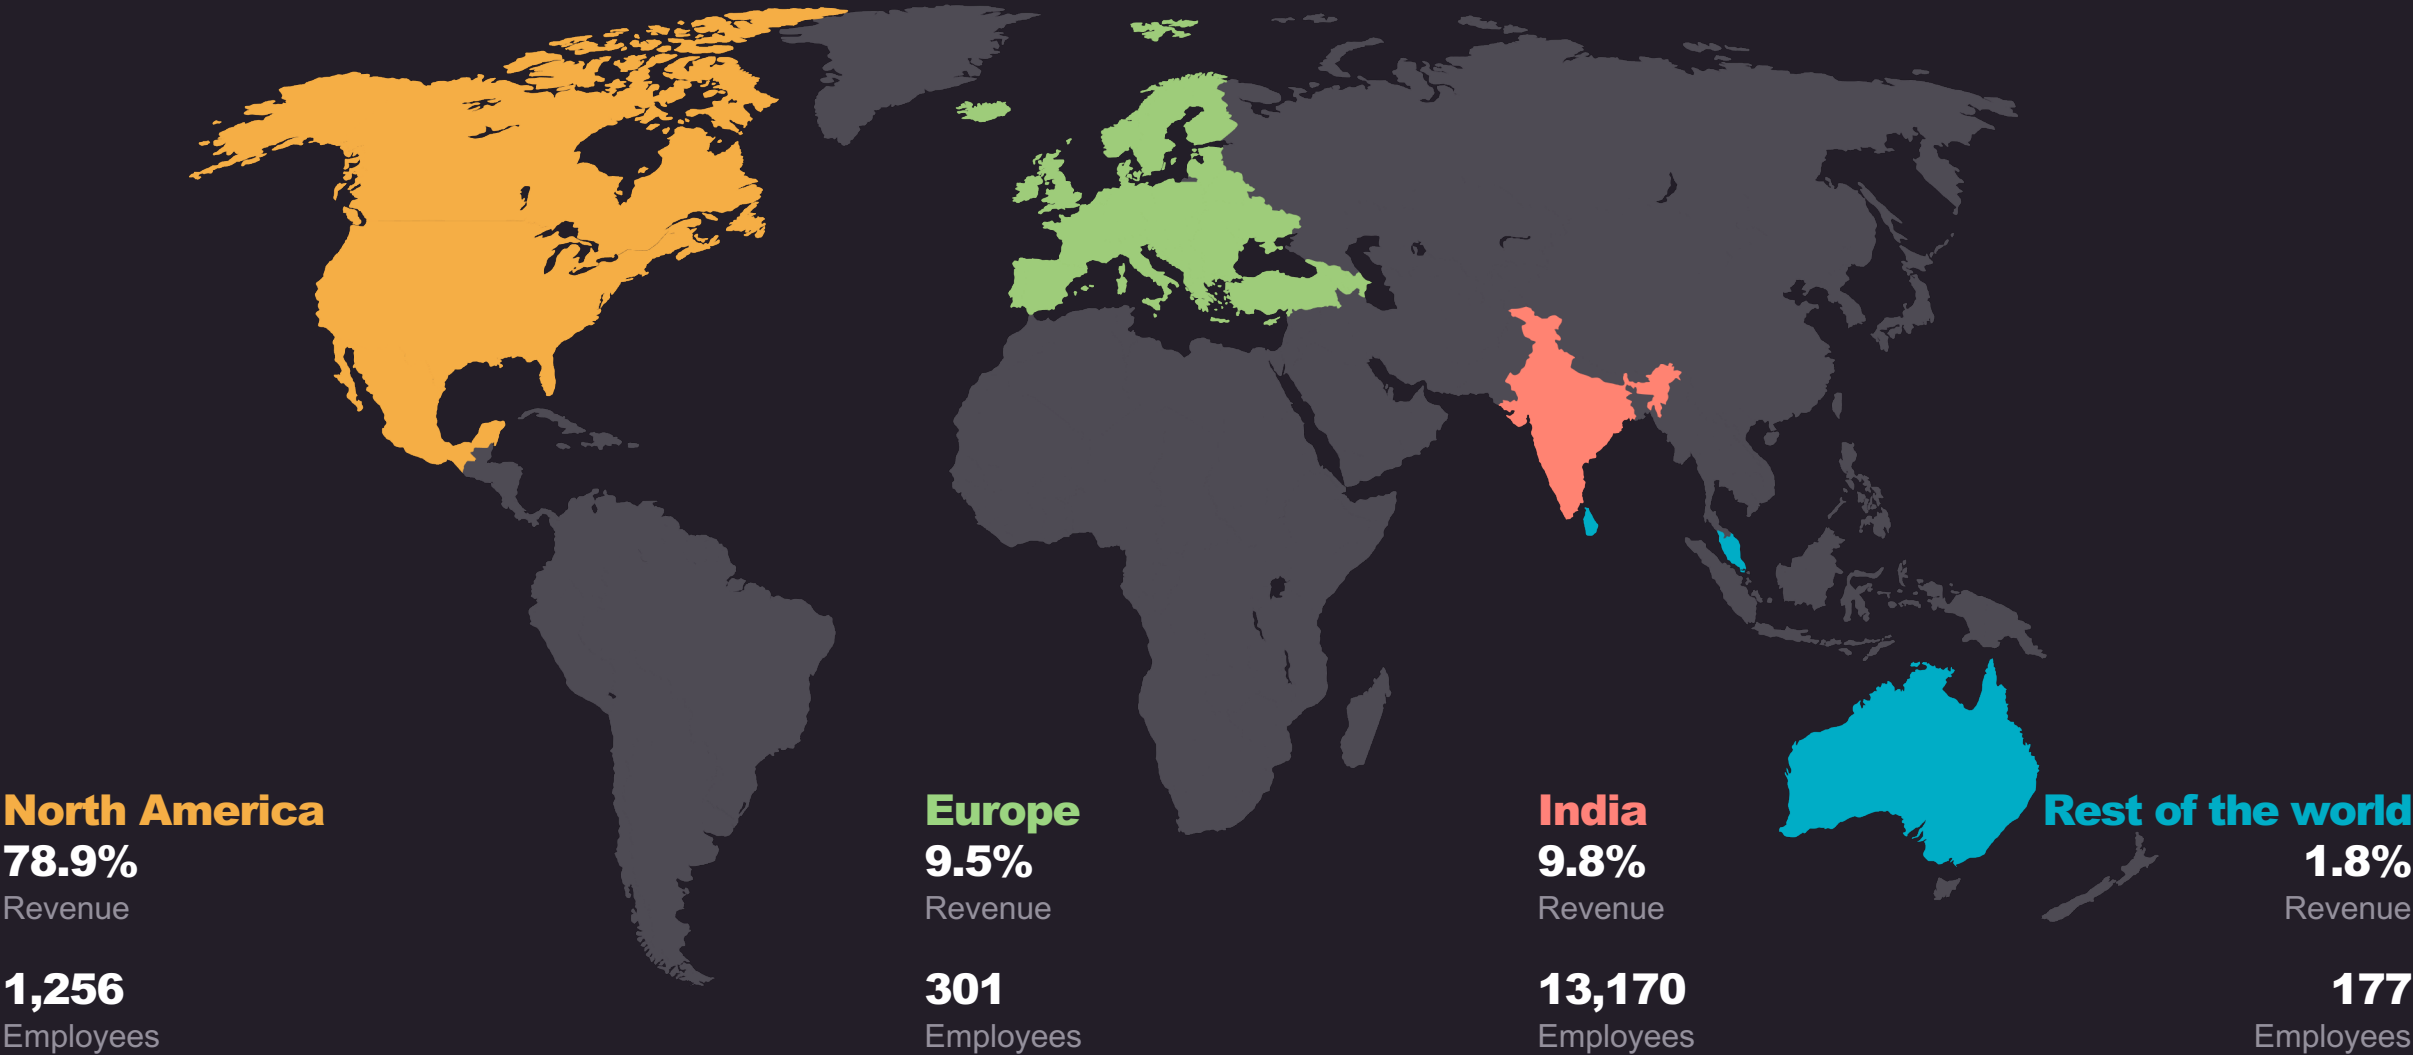 North America
78.9%
Revenue
1,256
Employees
Europe
9.5%
Revenue
301
Employees
India
9.8%
Revenue
13,170
Employees
Rest of the world
1.8%
Revenue
177
Employees